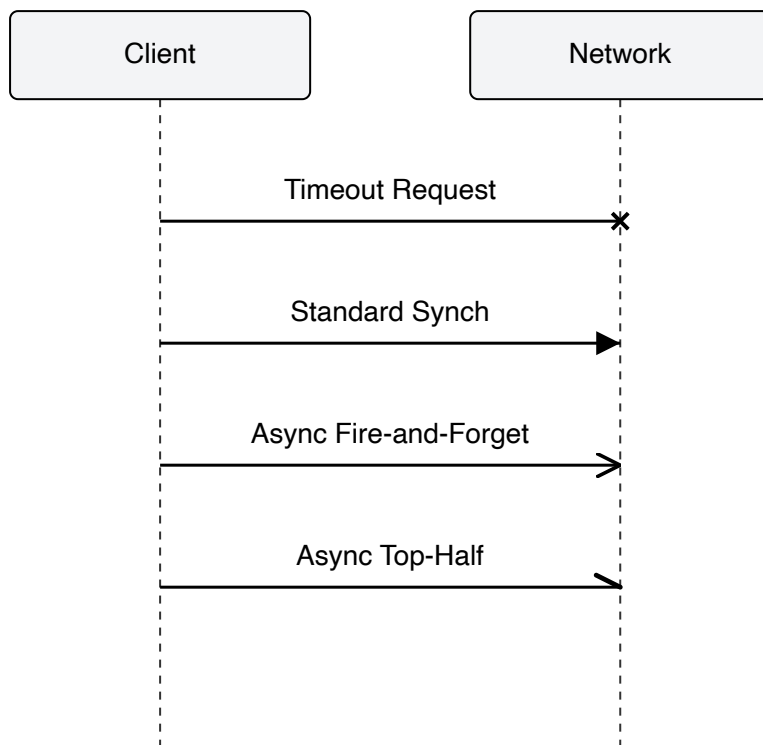 Client
Network
Timeout Request
Standard Synch
Async Fire-and-Forget
Async Top-Half